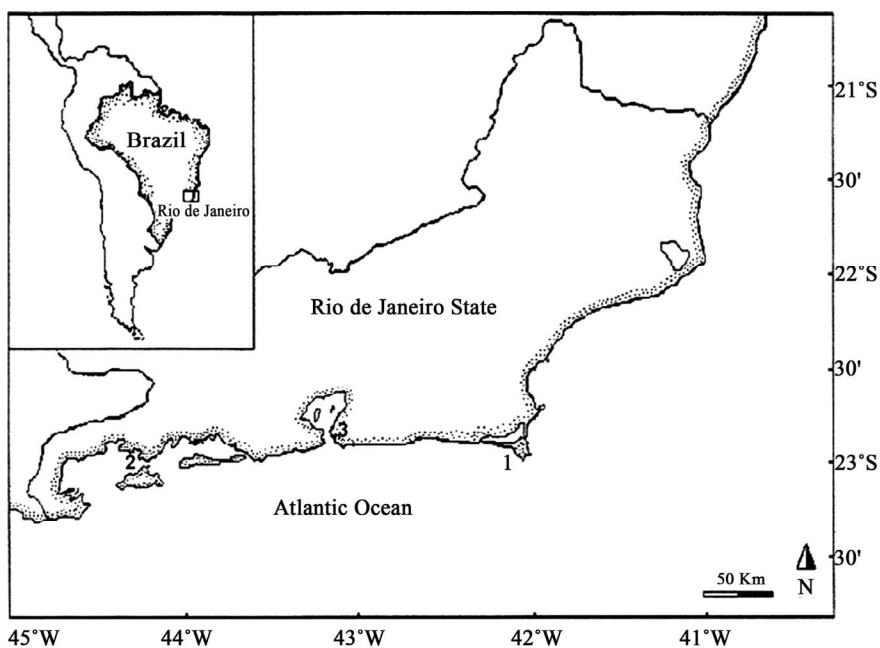 Brazil
Rio de Janeiro
21°S
30'
Rio de Janeiro State
22°S
30'
3
2
1
23°S
Atlantic Ocean
30'
50 Km
N
45°W
44°W
43°W
42°W
41°W